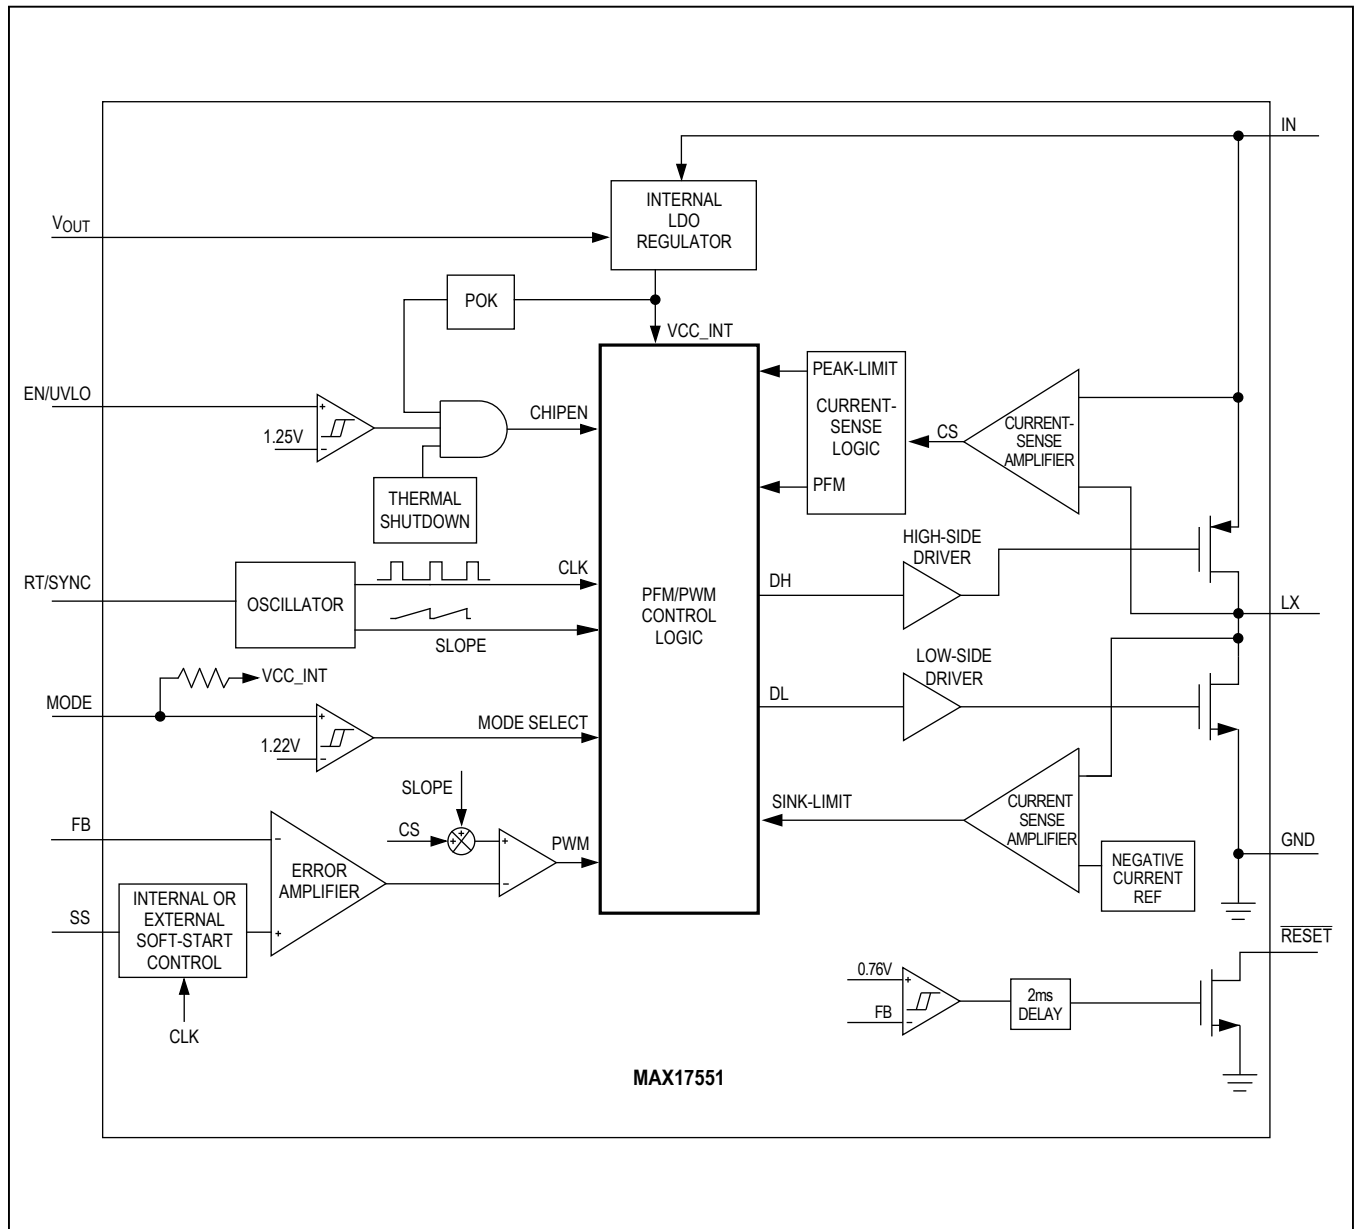 IN
INTERNAL
LDO
REGULATOR
VOUT
POK
VCC_INT
EN/UVLO
+
1.25V
−
CHIPEN
THERMAL
SHUTDOWN
PEAK-LIMIT
CURRENT-
SENSE
LOGIC
PFM
CS
CURRENT-
SENSE
AMPLIFIER
RT/SYNC
OSCILLATOR
CLK
SLOPE
PFM/PWM
CONTROL
LOGIC
HIGH-SIDE
DRIVER
DH
LX
LOW-SIDE
DRIVER
DL
VCC_INT
MODE
+
1.22V
−
MODE SELECT
SLOPE
CS
+
+
+
−
PWM
FB
−
ERROR
AMPLIFIER
+
SS
INTERNAL OR
EXTERNAL
SOFT-START
CONTROL
CLK
SINK-LIMIT
CURRENT
SENSE
AMPLIFIER
NEGATIVE
CURRENT
REF
GND
RESET
0.76V
+
FB
−
2ms
DELAY
MAX17551